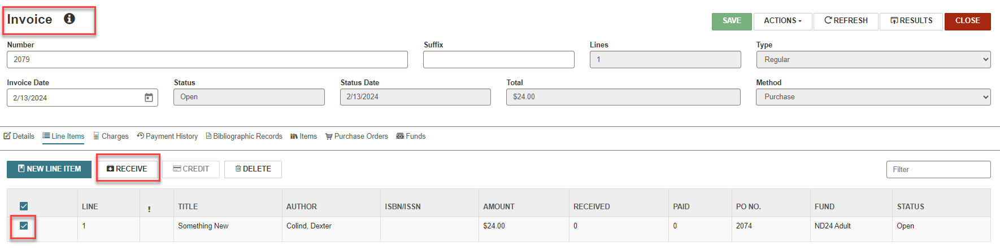 Invoice
SAVE ACTIONS REFRESH RESULTS CLOSE
Number Suffix Lines Type
2079 1 Regular
Invoice Date Status Status Date Total Method
2/13/2024 Open 2/13/2024 $24.00 Purchase
Details Line Items Charges Payment History Bibliographic Records Items Purchase Orders Funds
NEW LINE ITEM RECEIVE CREDIT DELETE Filter
LINE ! TITLE AUTHOR ISBN/ISSN AMOUNT RECEIVED PAID PO NO. FUND STATUS
1 Something New Colind, Dexter $24.00 0 0 2074 ND24 Adult Open